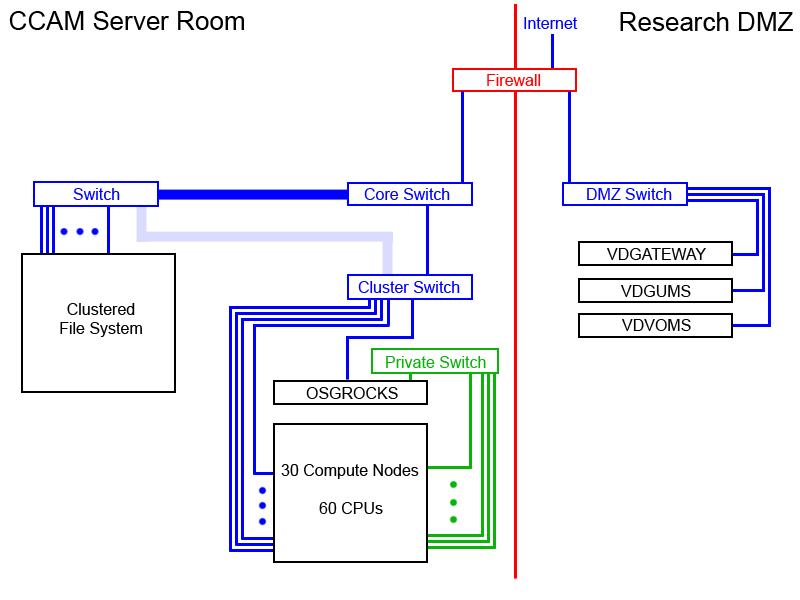 CCAM Server Room
Internet
Research DMZ
Firewall
Switch
Core Switch
DMZ Switch
VDGATEWAY
Cluster Switch
VDGUMS
Clustered
File System
VDVOMS
Private Switch
OSGROCKS
30 Compute Nodes
60 CPUs